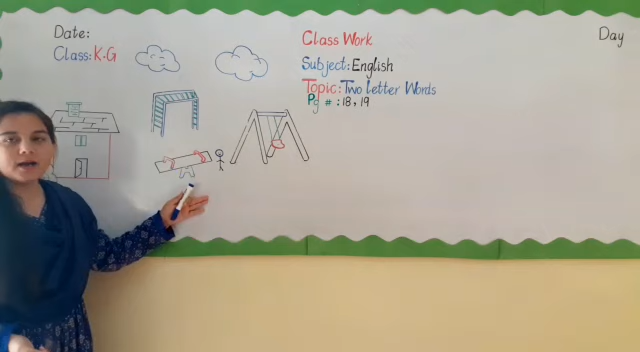 Date:
Class: K.G
Class Work
Subject: English
Topic: Two Letter Words
Pg # : 18, 19
Day